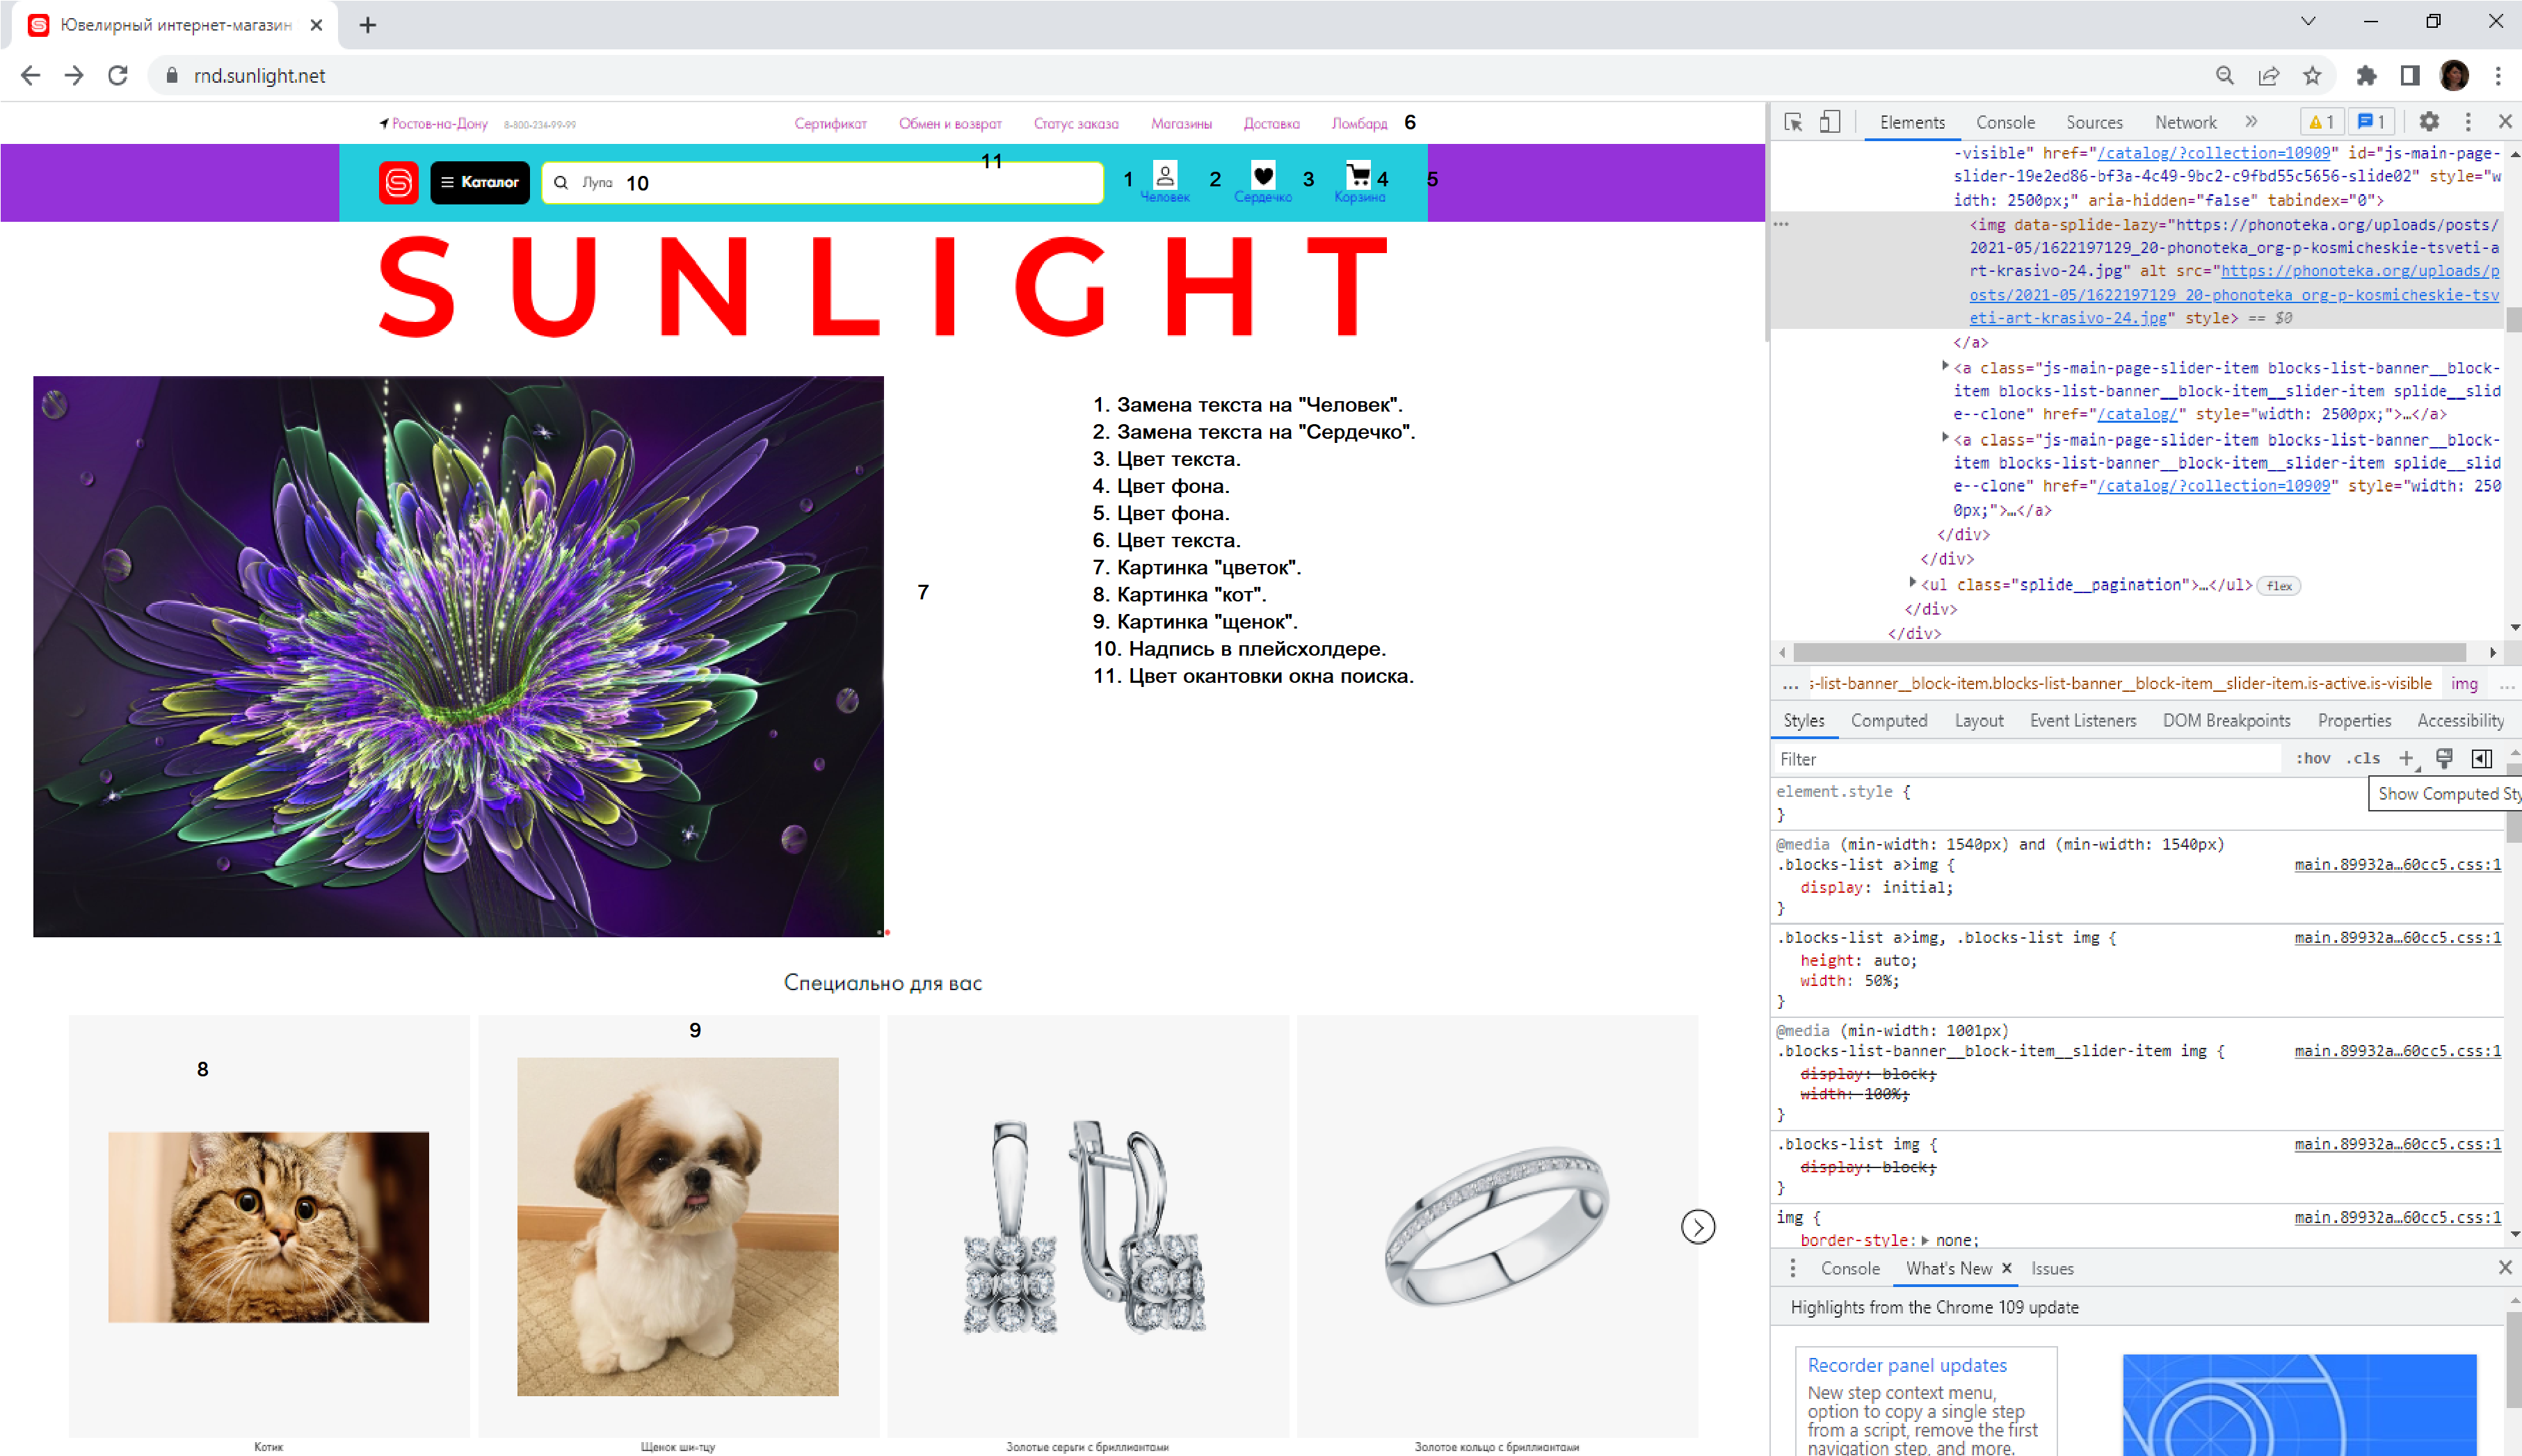 Ювелирный интернет-магазин
rnd.sunlight.net
Ростов-на-Дону 8-800-234-99-99 Сертификат Обмен и возврат Статус заказа Магазины Доставка Ломбард 6
11
Каталог Лупа 10 1 2 3 4 5
Человек Сердечко Корзина
SUNLIGHT
1. Замена текста на "Человек".
2. Замена текста на "Сердечко".
3. Цвет текста.
4. Цвет фона.
5. Цвет фона.
6. Цвет текста.
7. Картинка "цветок".
8. Картинка "кот".
9. Картинка "щенок".
10. Надпись в плейсхолдере.
11. Цвет окантовки окна поиска.
7
Специально для вас
8
9
Котик
Щенок ши-тцу
Золотые серьги с бриллиантами
Золотое кольцо с бриллиантами
Elements Console Sources Network » 1 1
-visible" href="/catalog/?collection=10909" id="js-main-page-
slider-19e2ed86-bf3a-4c49-9bc2-c9fbd55c5656-slide02" style="w
idth: 2500px;" aria-hidden="false" tabindex="0">
<img data-splide-lazy="https://phonoteka.org/uploads/posts/
2021-05/1622197129_20-phonoteka_org-p-kosmicheskie-tsveti-a
rt-krasivo-24.jpg" alt src="https://phonoteka.org/uploads/p
osts/2021-05/1622197129_20-phonoteka_org-p-kosmicheskie-tsv
eti-art-krasivo-24.jpg" style> == $0
</a>
<a class="js-main-page-slider-item blocks-list-banner__block-
item blocks-list-banner__block-item__slider-item splide__slid
e--clone" href="/catalog/" style="width: 2500px;">…</a>
<a class="js-main-page-slider-item blocks-list-banner__block-
item blocks-list-banner__block-item__slider-item splide__slid
e--clone" href="/catalog/?collection=10909" style="width: 250
0px;">…</a>
</div>
</div>
<ul class="splide__pagination">…</ul> flex
</div>
</div>
... s-list-banner__block-item.blocks-list-banner__block-item__slider-item.is-active.is-visible img ...
Styles Computed Layout Event Listeners DOM Breakpoints Properties Accessibility
Filter :hov .cls +
element.style {
Show Computed Sty
}
@media (min-width: 1540px) and (min-width: 1540px)
.blocks-list a>img { main.89932a…60cc5.css:1
display: initial;
}
.blocks-list a>img, .blocks-list img { main.89932a…60cc5.css:1
height: auto;
width: 50%;
}
@media (min-width: 1001px)
.blocks-list-banner__block-item__slider-item img { main.89932a…60cc5.css:1
display: block;
width: 100%;
}
.blocks-list img { main.89932a…60cc5.css:1
display: block;
}
img { main.89932a…60cc5.css:1
border-style: none;
Console What's New Issues
Highlights from the Chrome 109 update
Recorder panel updates
New step context menu,
option to copy a single step
from a script, remove the first
navigation step, and more.